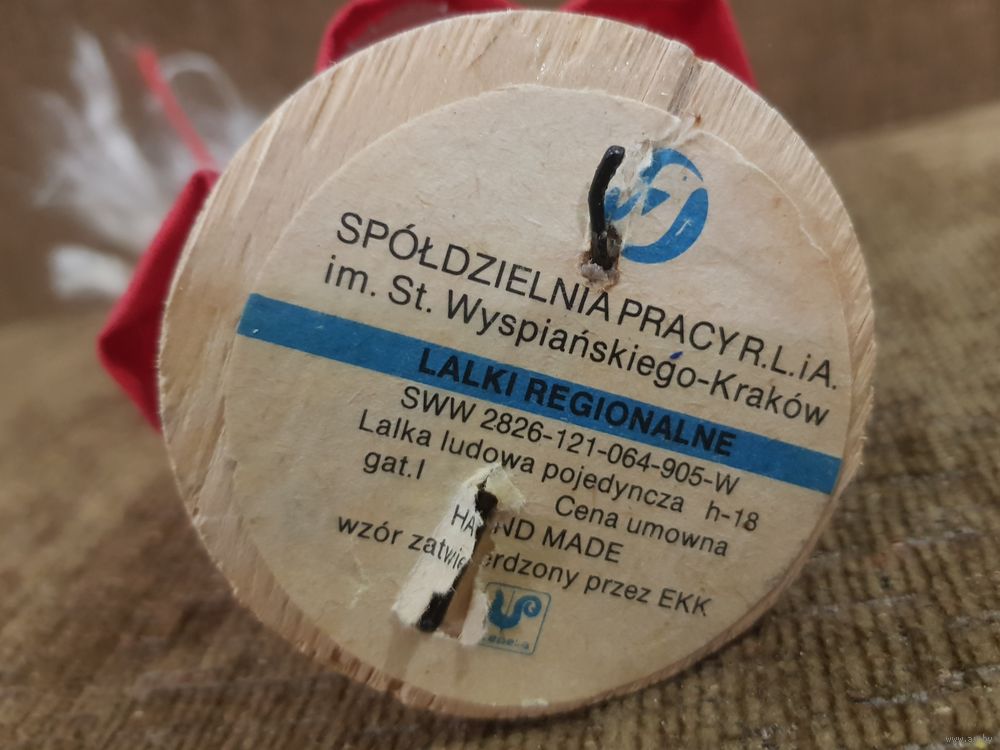 SPÓŁDZIELNIA PRACY R.L.iA.
im. St. Wyspiańskiego-Kraków
LALKI REGIONALNE
SWW 2826-121-064-905-W
Lalka ludowa pojedyncza h-18
gat.I Cena umowna
HAND MADE
wzór zatwierdzony przez EKK